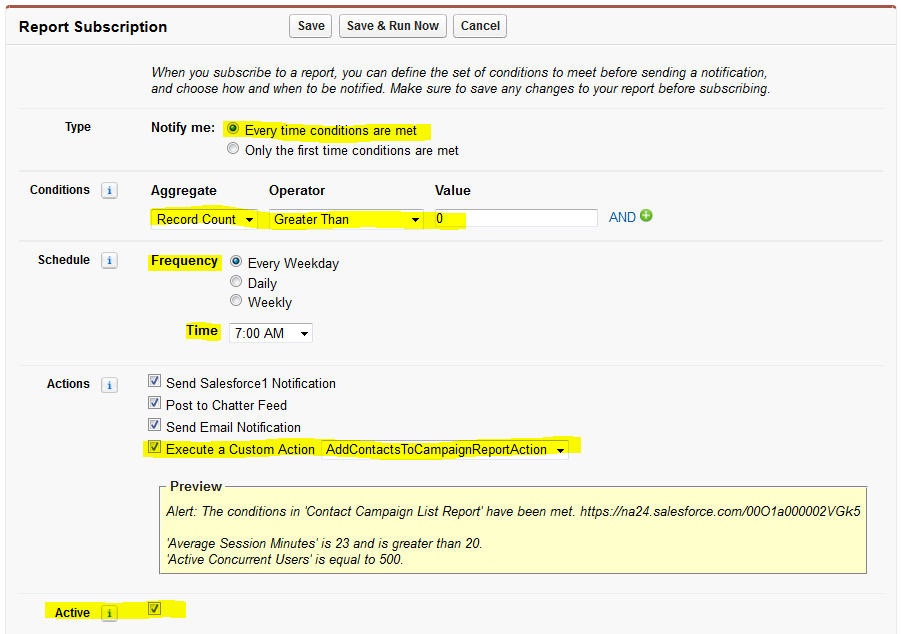 Report Subscription Save Save & Run Now Cancel
When you subscribe to a report, you can define the set of conditions to meet before sending a notification,
and choose how and when to be notified. Make sure to save any changes to your report before subscribing.
Type Notify me: Every time conditions are met
Only the first time conditions are met
Conditions i Aggregate Operator Value
Record Count Greater Than 0 AND
Schedule i Frequency Every Weekday
Daily
Weekly
Time 7:00 AM
Actions i Send Salesforce1 Notification
Post to Chatter Feed
Send Email Notification
Execute a Custom Action AddContactsToCampaignReportAction
Preview
Alert: The conditions in 'Contact Campaign List Report' have been met. https://na24.salesforce.com/00O1a000002VGk5
'Average Session Minutes' is 23 and is greater than 20.
'Active Concurrent Users' is equal to 500.
Active i